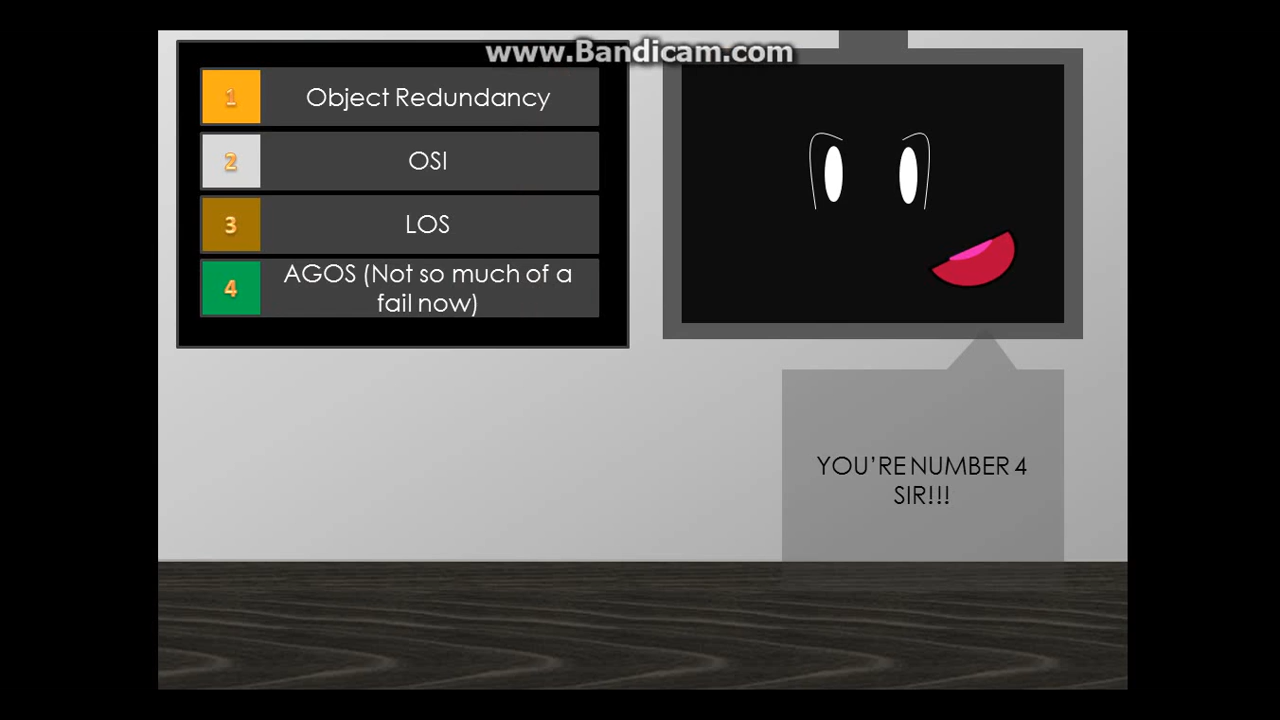 www.Bandicam.com
1 Object Redundancy
2 OSI
3 LOS
4 AGOS (Not so much of a
fail now)
YOU'RE NUMBER 4
SIR!!!